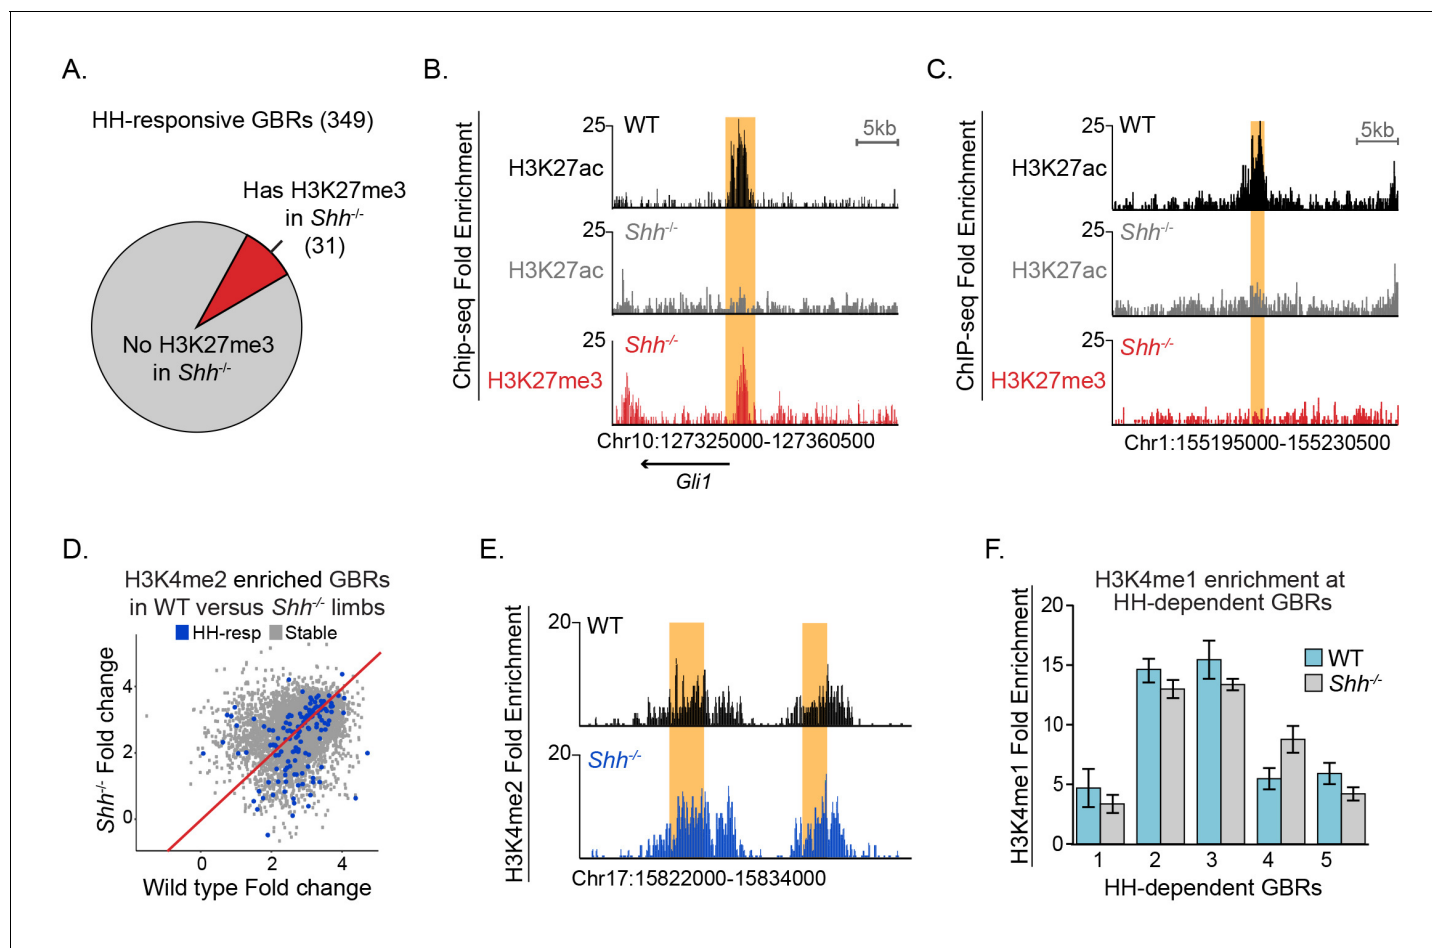 A.
HH-responsive GBRs (349)
Has H3K27me3
in Shh-/-
(31)
No H3K27me3
in Shh-/-
B.
Chip-seq Fold Enrichment
25
WT
5kb
H3K27ac
25
Shh-/-
H3K27ac
25
Shh-/-
H3K27me3
Chr10:127325000-127360500
Gli1
C.
ChIP-seq Fold Enrichment
25
WT
5kb
H3K27ac
25
Shh-/-
H3K27ac
25
Shh-/-
H3K27me3
Chr1:155195000-155230500
D.
H3K4me2 enriched GBRs
in WT versus Shh-/- limbs
HH-resp Stable
Shh-/- Fold change
4
2
0
0 2 4
Wild type Fold change
E.
H3K4me2 Fold Enrichment
20
WT
20
Shh-/-
Chr17:15822000-15834000
F.
H3K4me1 enrichment at
HH-dependent GBRs
H3K4me1 Fold Enrichment
20
15
10
5
0
WT
Shh-/-
1 2 3 4 5
HH-dependent GBRs